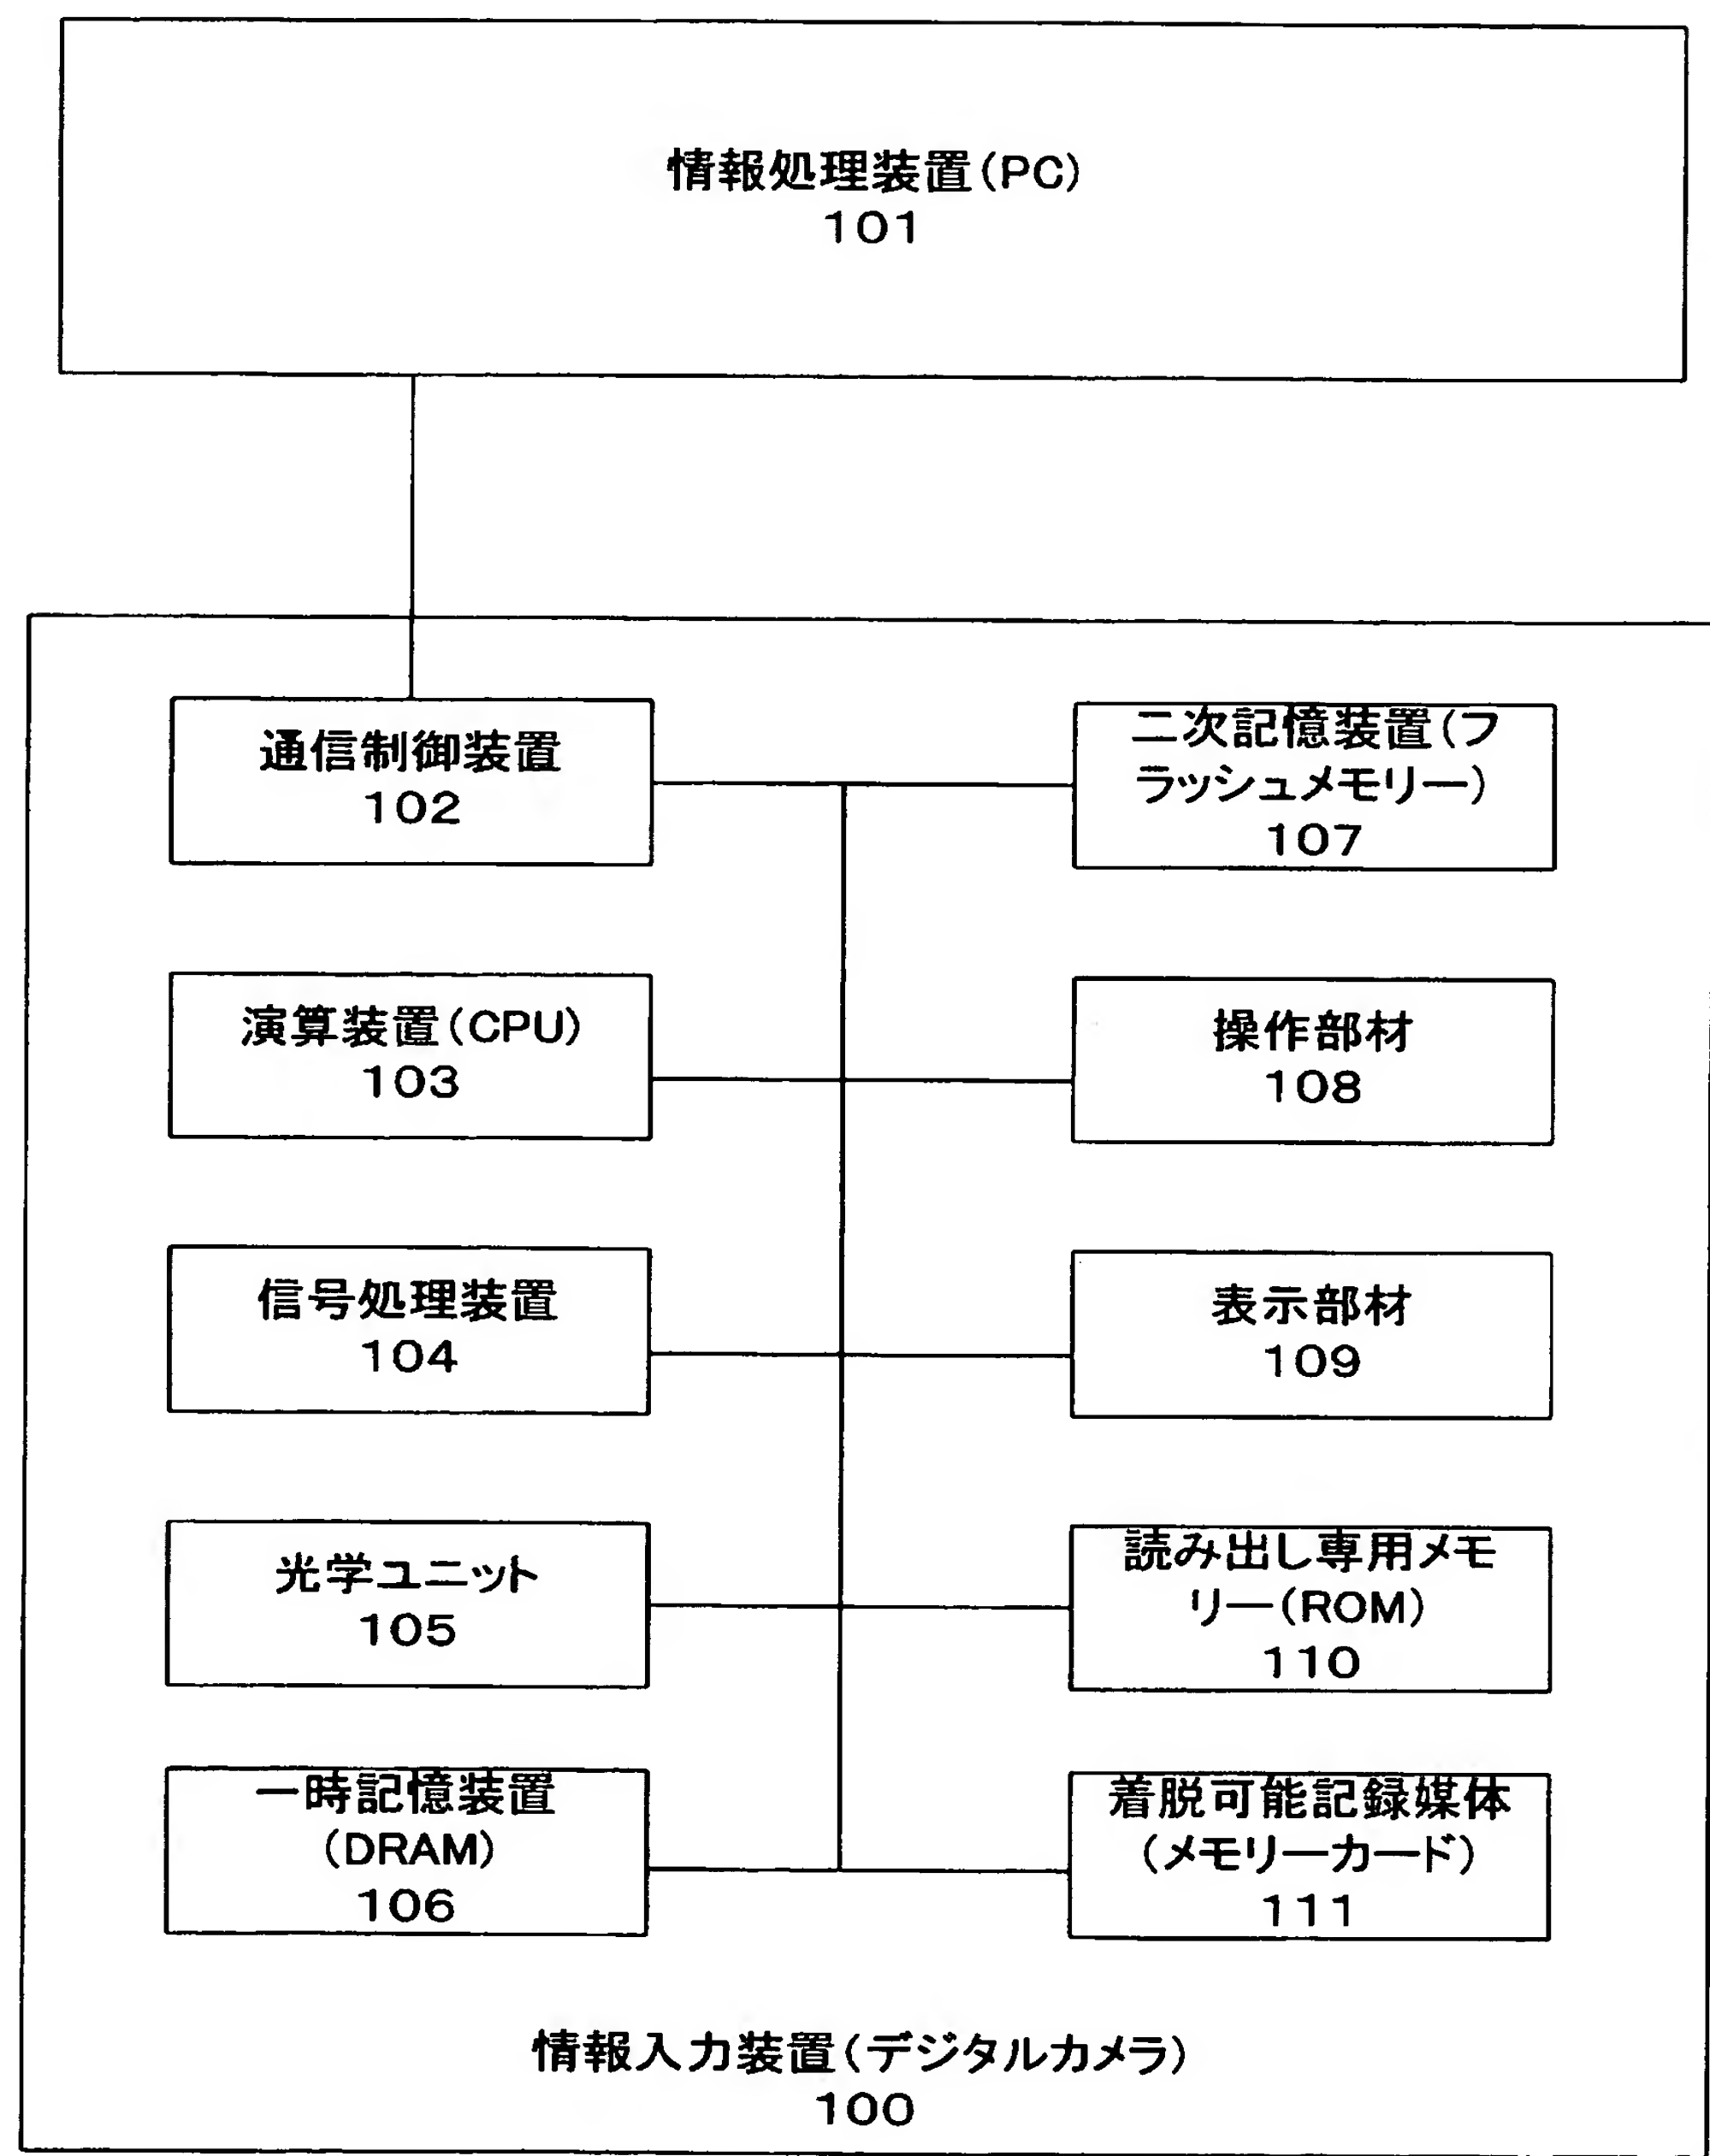 情報処理装置(PC)
101
通信制御装置
102
二次記憶装置(フ
ラッシュメモリー)
107
演算装置(CPU)
103
操作部材
108
信号処理装置
104
表示部材
109
光学ユニット
105
読み出し専用メモ
リー(ROM)
110
一時記憶装置
(DRAM)
106
着脱可能記録媒体
(メモリーカード)
111
情報入力装置(デジタルカメラ)
100